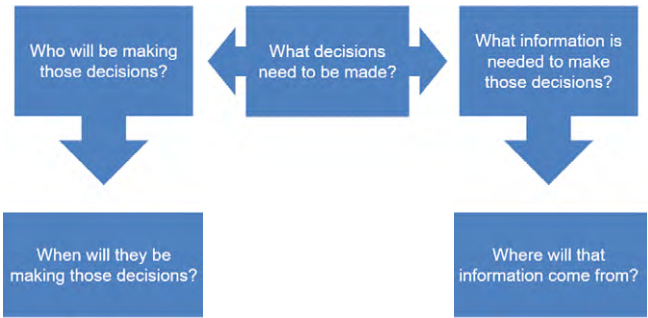 Who will be making
those decisions?
What decisions
need to be made?
What information is
needed to make
those decisions?
When will they be
making those decisions?
Where will that
information come from?